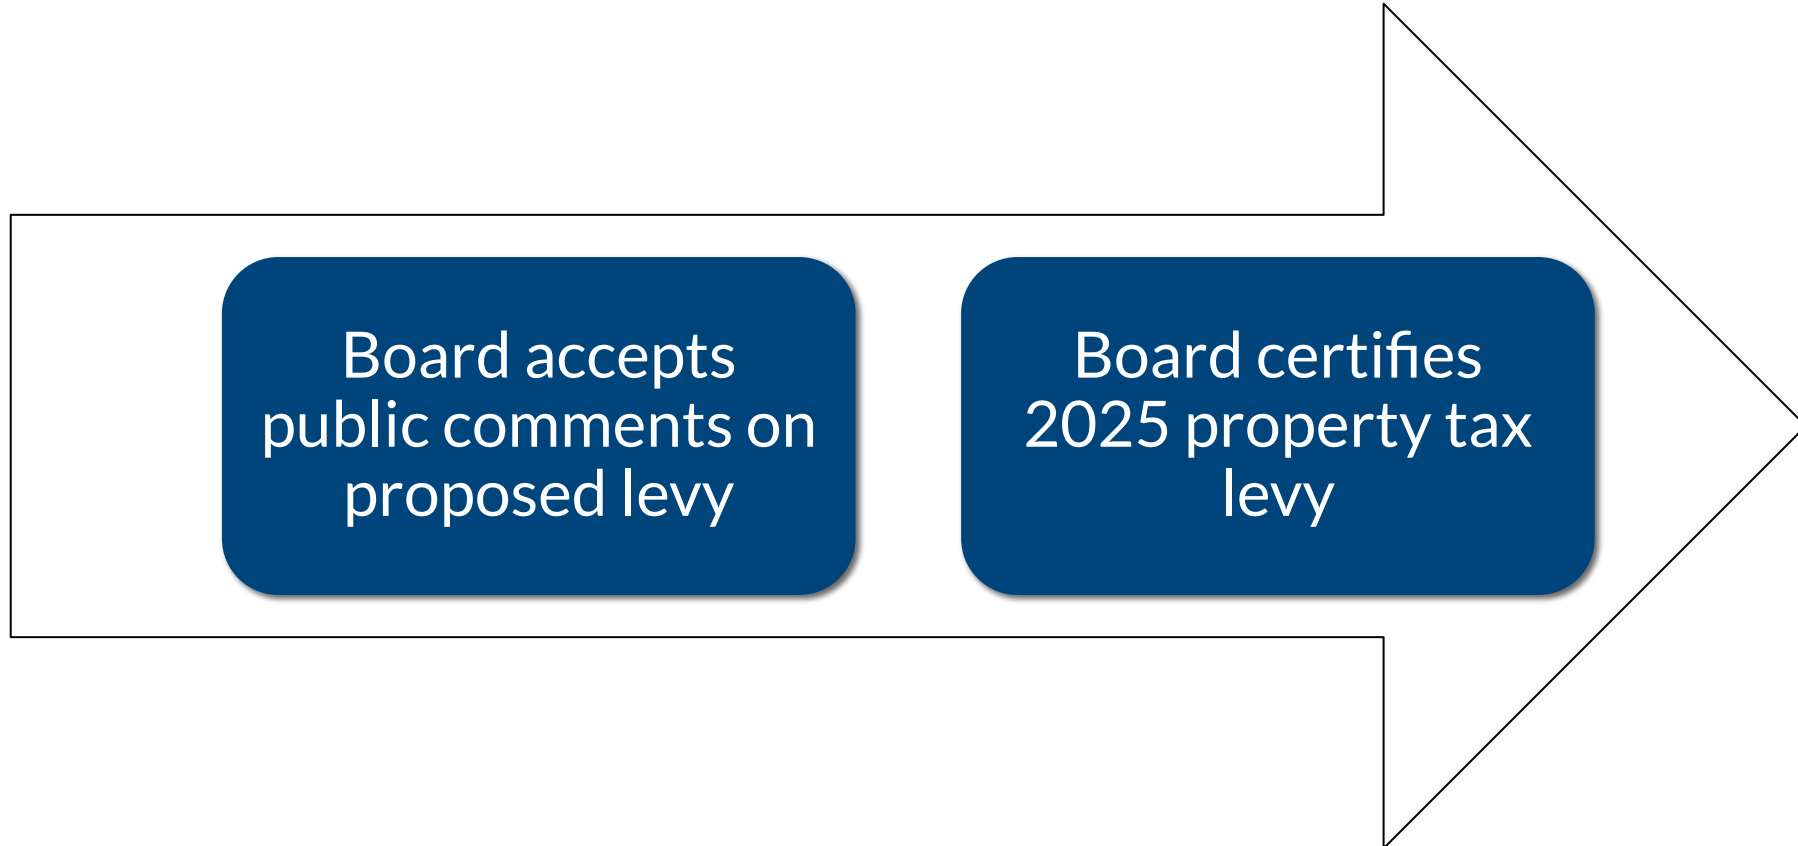 Board accepts
public comments on
proposed levy
Board certifies
2025 property tax
levy